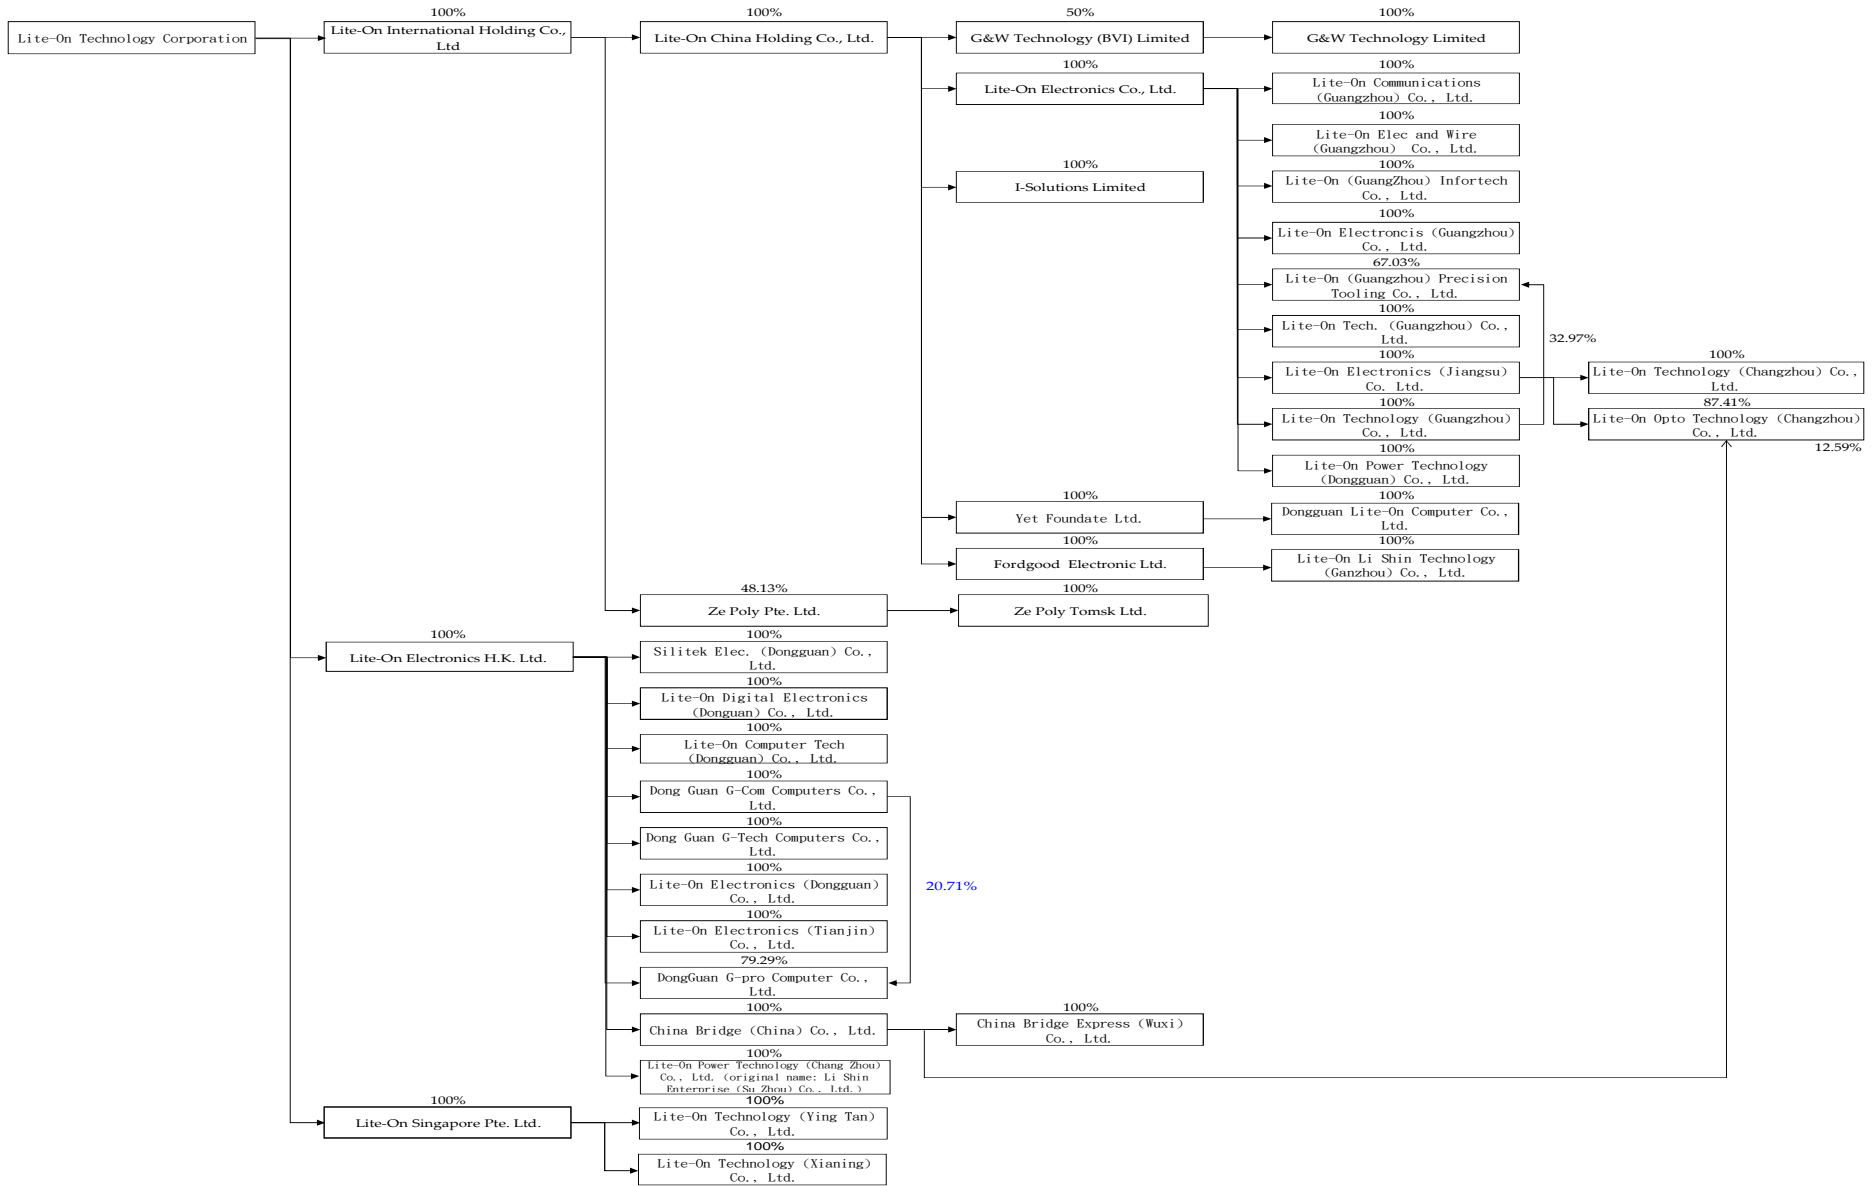 100%
100%
50%
100%
Lite-On Technology Corporation
Lite-On International Holding Co.,
Ltd
Lite-On China Holding Co., Ltd.
G&W Technology (BVI) Limited
G&W Technology Limited
100%
100%
Lite-On Electronics Co., Ltd.
Lite-On Communications
(Guangzhou) Co., Ltd.
100%
Lite-On Elec and Wire
(Guangzhou) Co., Ltd.
100%
100%
I-Solutions Limited
Lite-On (GuangZhou) Infortech
Co., Ltd.
100%
Lite-On Electroncis (Guangzhou)
Co., Ltd.
67.03%
Lite-On (Guangzhou) Precision
Tooling Co., Ltd.
100%
Lite-On Tech. (Guangzhou) Co.,
Ltd.
32.97%
100%
100%
Lite-On Electronics (Jiangsu)
Co. Ltd.
Lite-On Technology (Changzhou) Co.,
Ltd.
100%
87.41%
Lite-On Technology (Guangzhou)
Co., Ltd.
Lite-On Opto Technology (Changzhou)
Co., Ltd.
12.59%
100%
Lite-On Power Technology
(Dongguan) Co., Ltd.
100%
100%
Yet Foundate Ltd.
Dongguan Lite-On Computer Co.,
Ltd.
100%
100%
Fordgood Electronic Ltd.
Lite-On Li Shin Technology
(Ganzhou) Co., Ltd.
48.13%
100%
Ze Poly Pte. Ltd.
Ze Poly Tomsk Ltd.
100%
100%
Lite-On Electronics H.K. Ltd.
Silitek Elec. (Dongguan) Co.,
Ltd.
100%
Lite-On Digital Electronics
(Donguan) Co., Ltd.
100%
Lite-On Computer Tech
(Dongguan) Co., Ltd.
100%
Dong Guan G-Com Computers Co.,
Ltd.
100%
Dong Guan G-Tech Computers Co.,
Ltd.
100%
Lite-On Electronics (Dongguan)
Co., Ltd.
20.71%
100%
Lite-On Electronics (Tianjin)
Co., Ltd.
79.29%
DongGuan G-pro Computer Co.,
Ltd.
100%
100%
China Bridge (China) Co., Ltd.
China Bridge Express (Wuxi)
Co., Ltd.
100%
Lite-On Power Technology (Chang Zhou)
Co., Ltd. (original name: Li Shin
Enterprise (Su Zhou) Co., Ltd.)
100%
100%
Lite-On Singapore Pte. Ltd.
Lite-On Technology (Ying Tan)
Co., Ltd.
100%
Lite-On Technology (Xianing)
Co., Ltd.